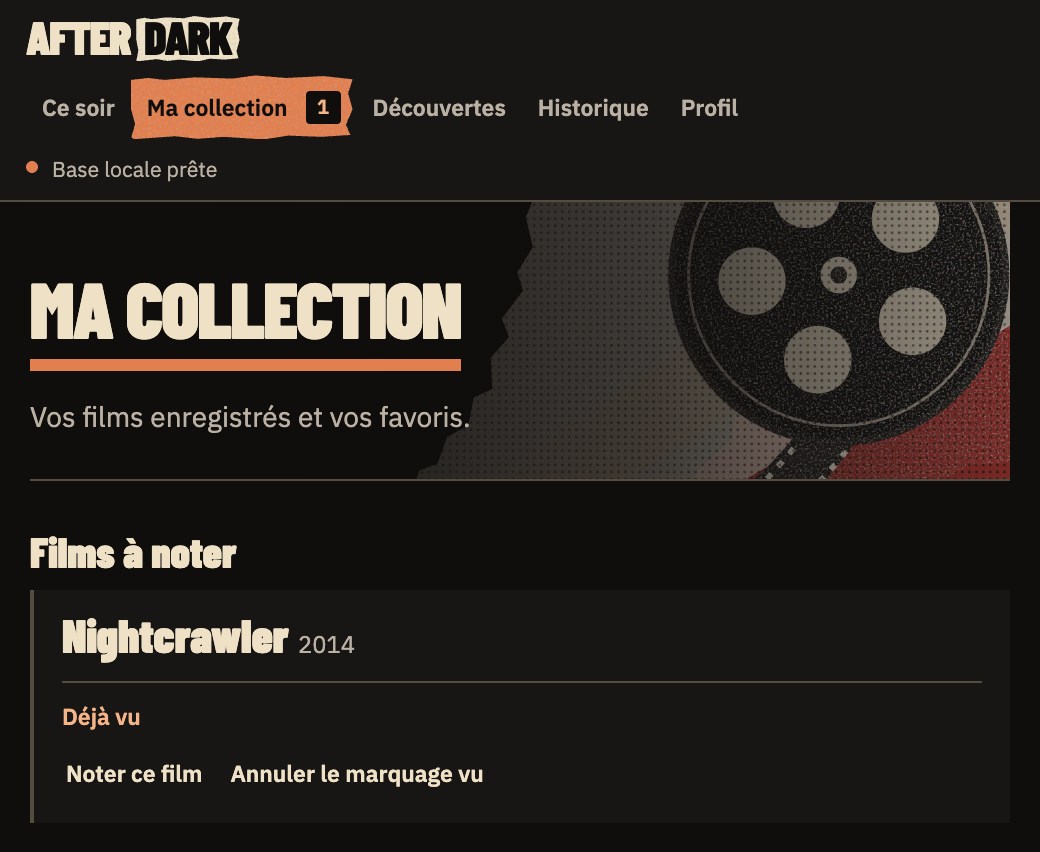 AFTER DARK
Ce soir Ma collection 1 Découvertes Historique Profil
Base locale prête
MA COLLECTION
Vos films enregistrés et vos favoris.
Films à noter
Nightcrawler 2014
Déjà vu
Noter ce film Annuler le marquage vu